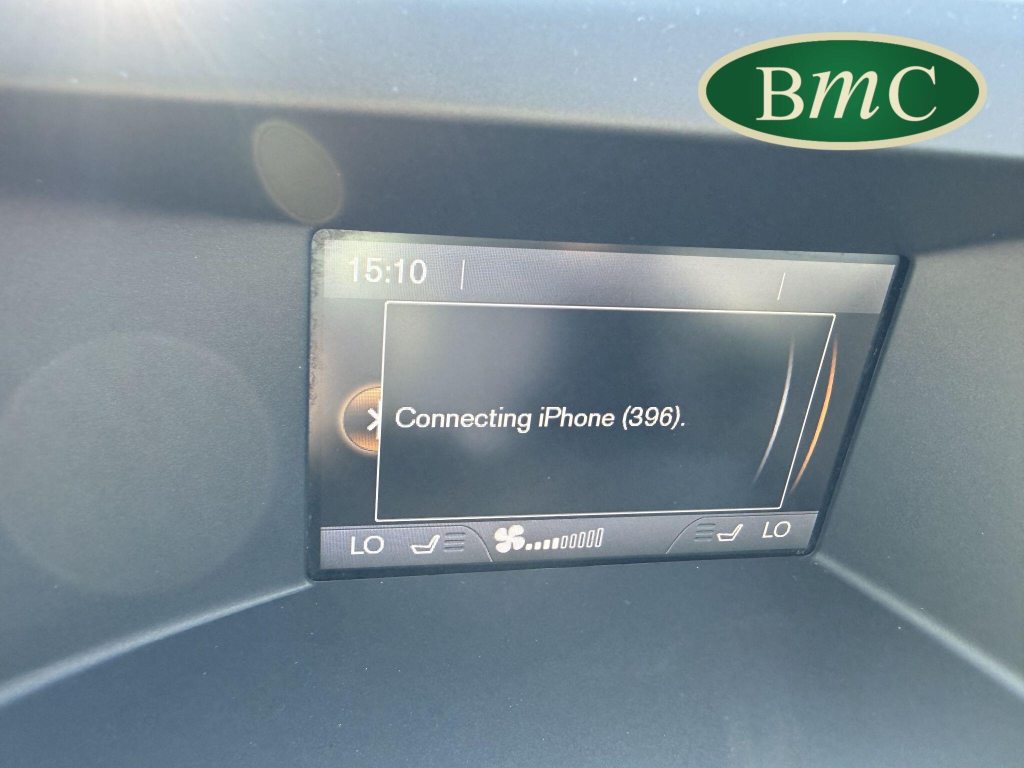 BmC
15:10
Connecting iPhone (396).
LO
LO